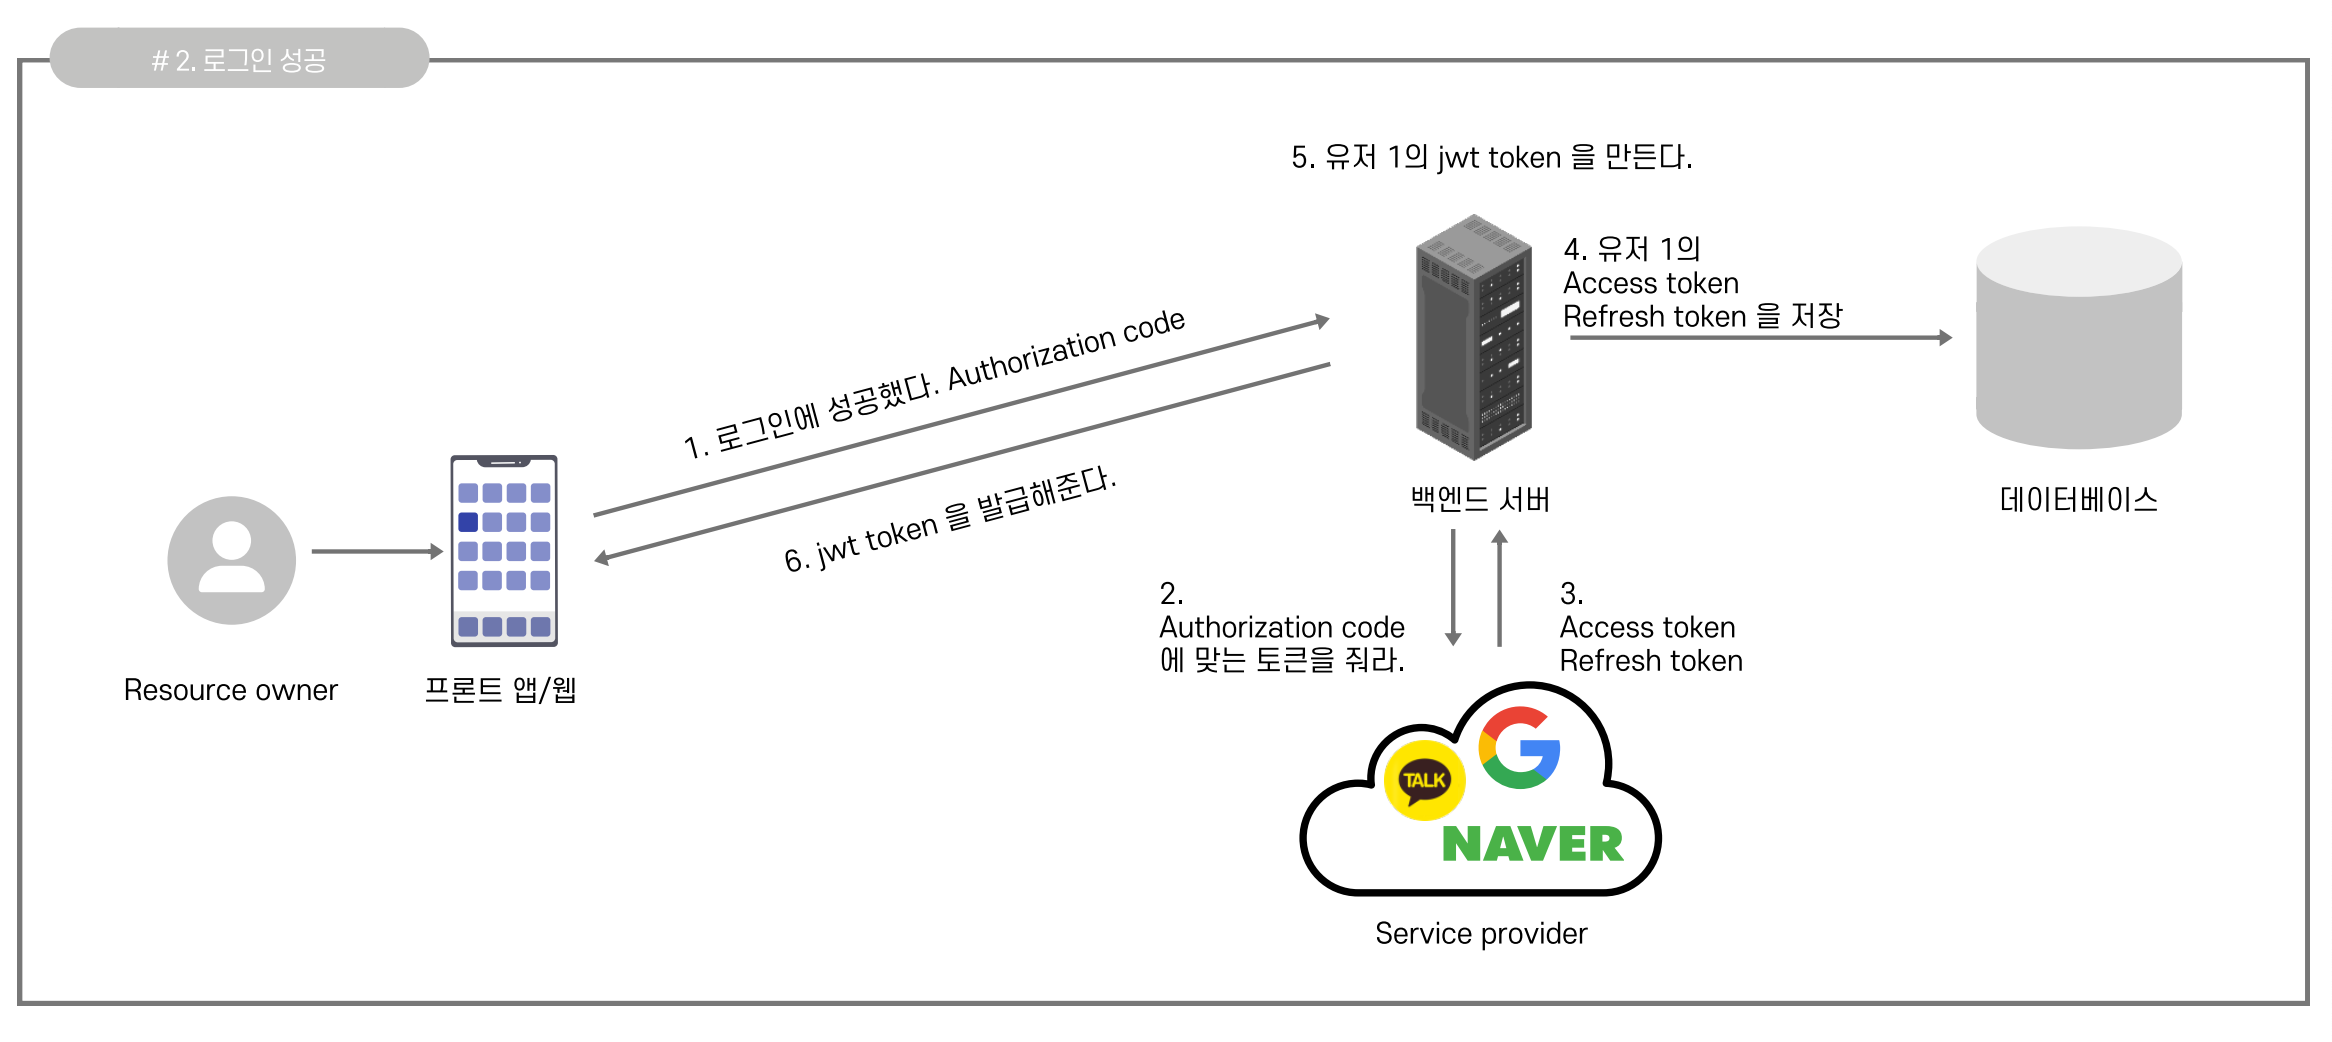 # 2. 로그인 성공
5. 유저 1의 jwt token 을 만든다.
4. 유저 1의
Access token
Refresh token 을 저장
1. 로그인에 성공했다. Authorization code
6. jwt token 을 발급해준다.
백엔드 서버
데이터베이스
2.
Authorization code
에 맞는 토큰을 줘라.
3.
Access token
Refresh token
Resource owner
프론트 앱/웹
TALK
NAVER
Service provider